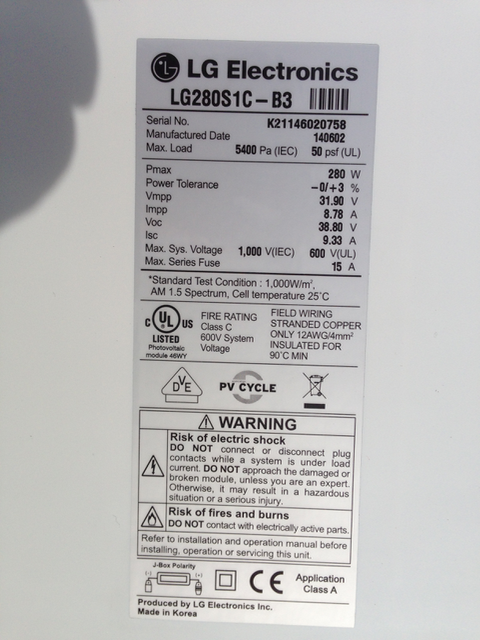 LG Electronics
LG280S1C-B3
Serial No. K21146020758
Manufactured Date 140602
Max. Load 5400 Pa (IEC) 50 psf (UL)
Pmax 280 W
Power Tolerance -0/+3 %
Vmpp 31.90 V
Impp 8.78 A
Voc 38.80 V
Isc 9.33 A
Max. Sys. Voltage 1,000 V(IEC) 600 V(UL)
Max. Series Fuse 15 A
*Standard Test Condition : 1,000W/m²,
AM 1.5 Spectrum, Cell temperature 25°C
C UL US
LISTED
Photovoltaic
module 46WY
FIRE RATING
Class C
600V System
Voltage
FIELD WIRING
STRANDED COPPER
ONLY 12AWG/4mm²
INSULATED FOR
90°C MIN
DVE
PV CYCLE
WARNING
Risk of electric shock
DO NOT connect or disconnect plug
contacts while a system is under load
current. DO NOT approach the damaged or
broken module, unless you are an expert.
Otherwise, it may result in a hazardous
situation or a serious injury.
Risk of fires and burns
DO NOT contact with electrically active parts.
Refer to installation and operation manual before
installing, operation or servicing this unit.
J-Box Polarity
(-) (+)
CE
Application
Class A
Produced by LG Electronics Inc.
Made in Korea